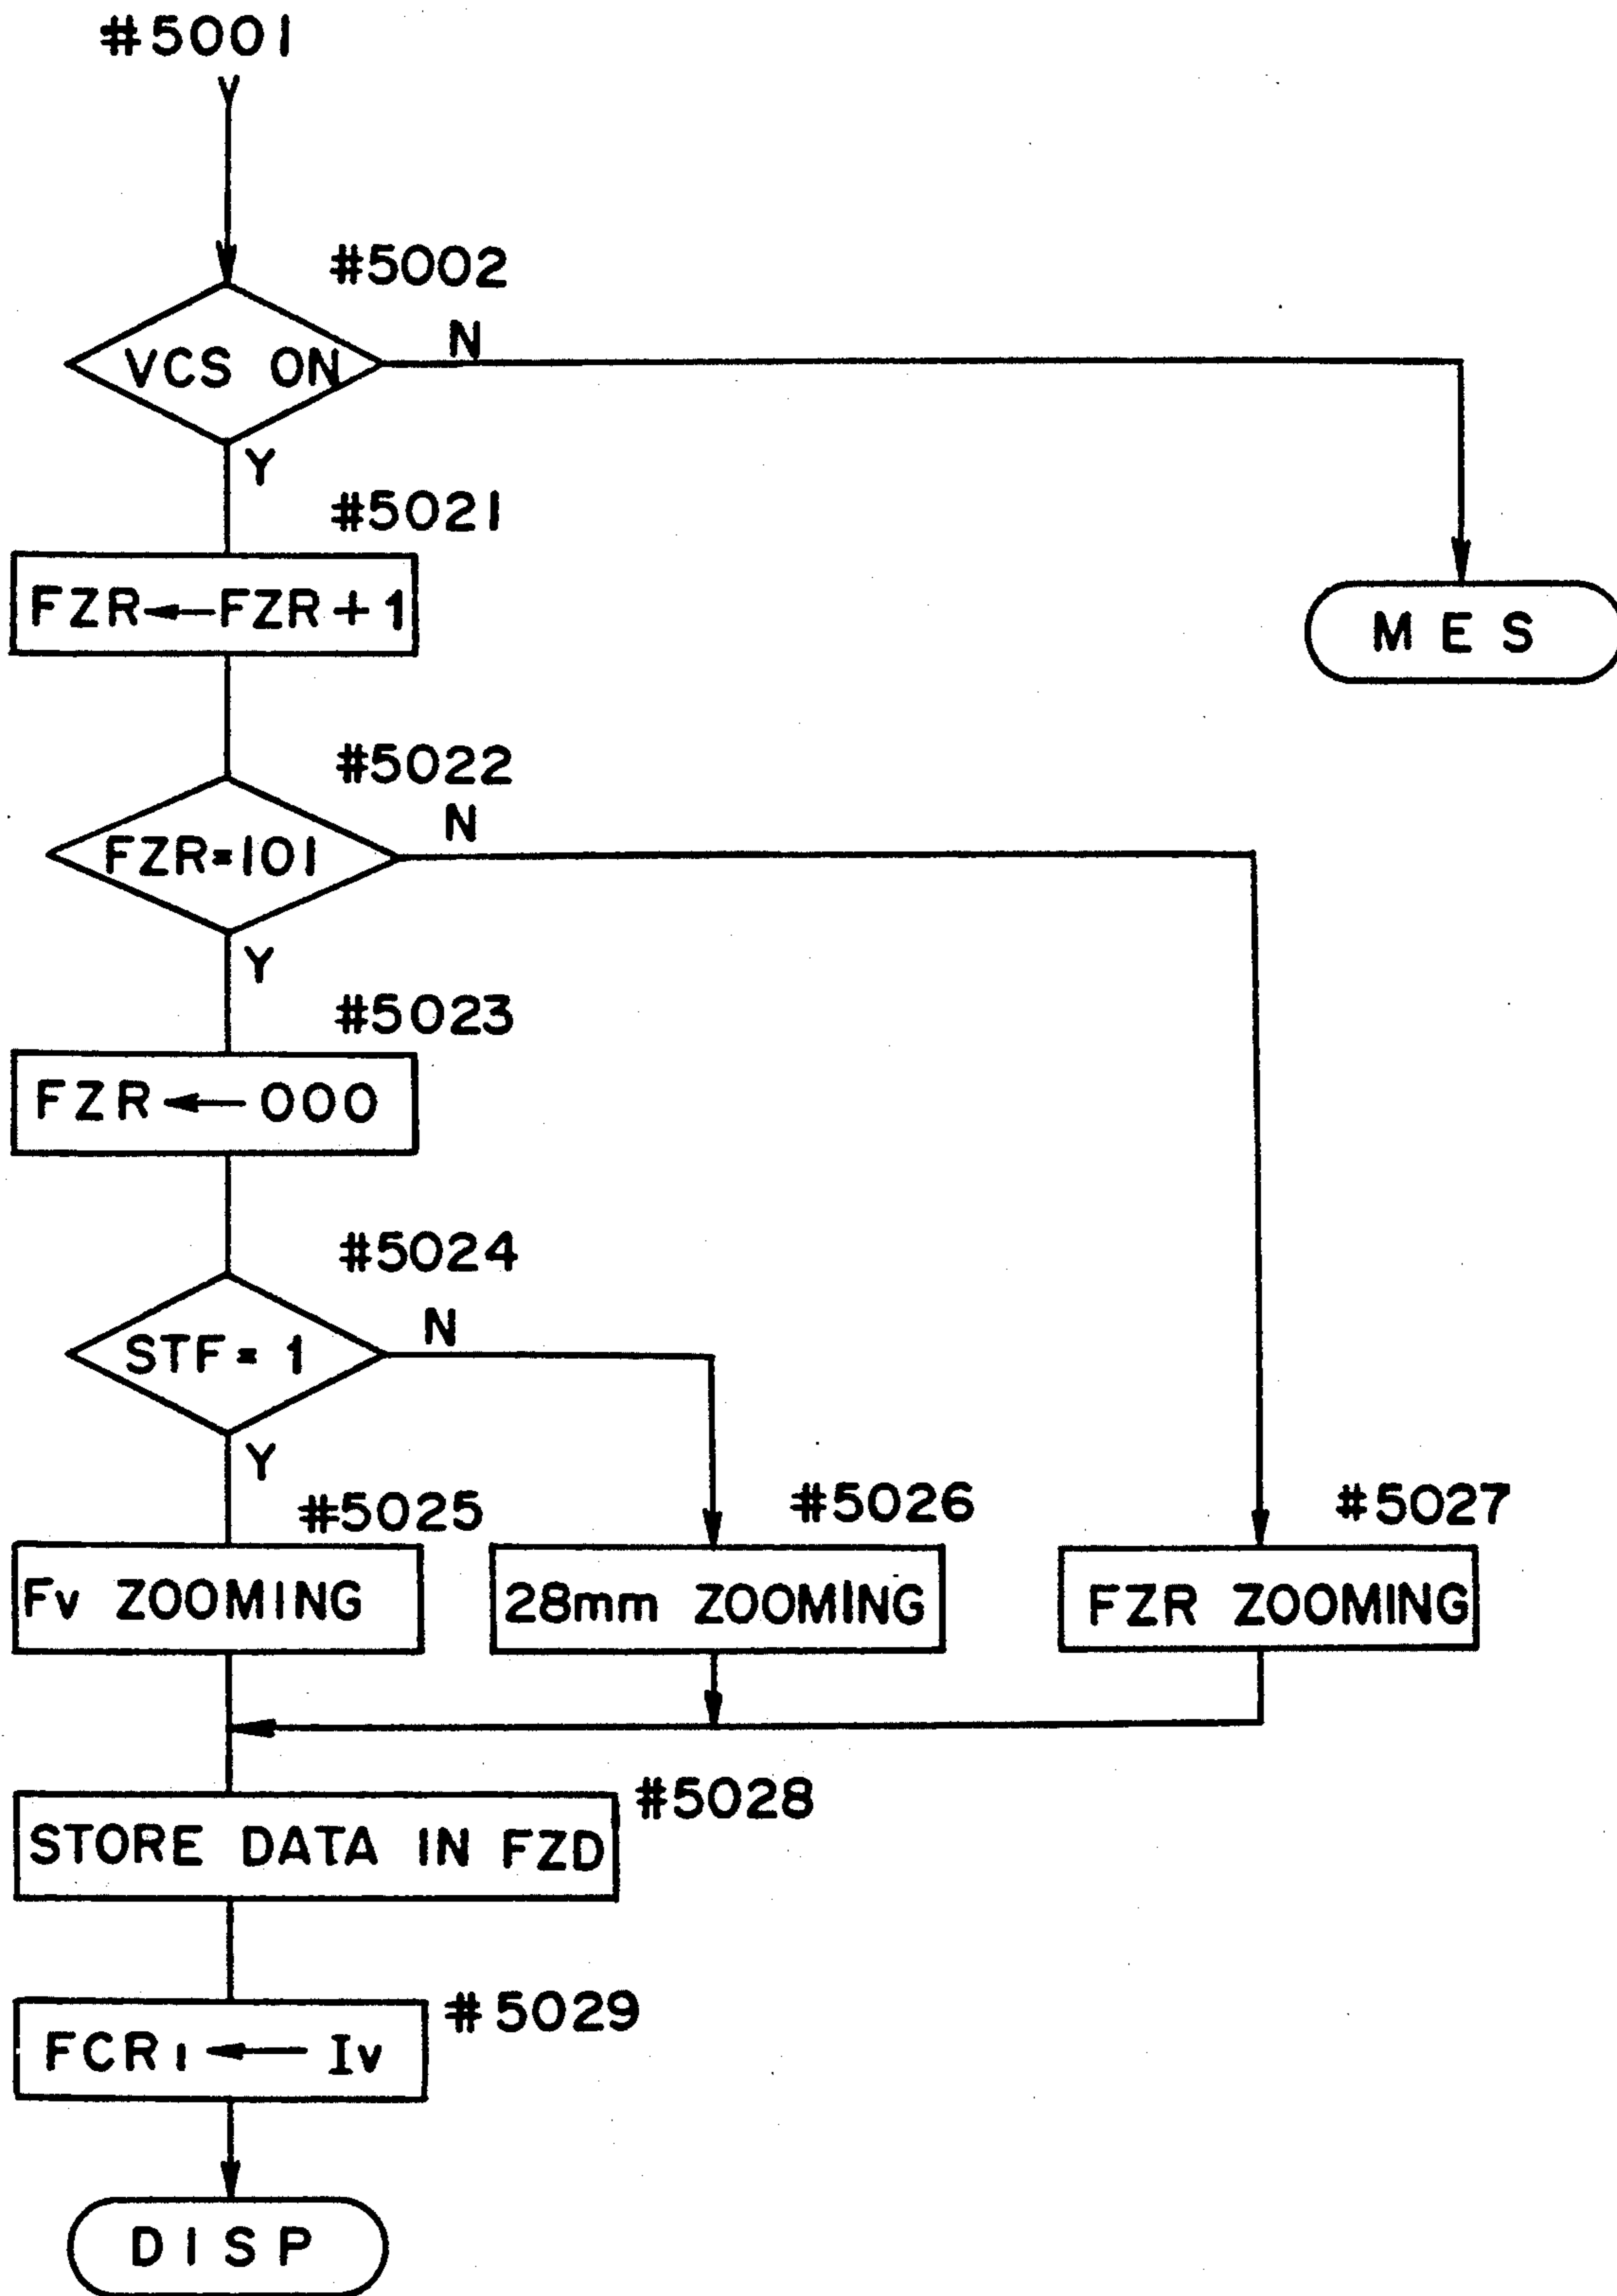 #5001
Y
#5002
VCS ON
N
Y
#5021
FZR←FZR+1
MES
#5022
FZR=101
N
Y
#5023
FZR←000
#5024
STF=1
N
Y
#5025
#5026
#5027
Fv ZOOMING
28mm ZOOMING
FZR ZOOMING
#5028
STORE DATA IN FZD
#5029
FCR1←Iv
DISP